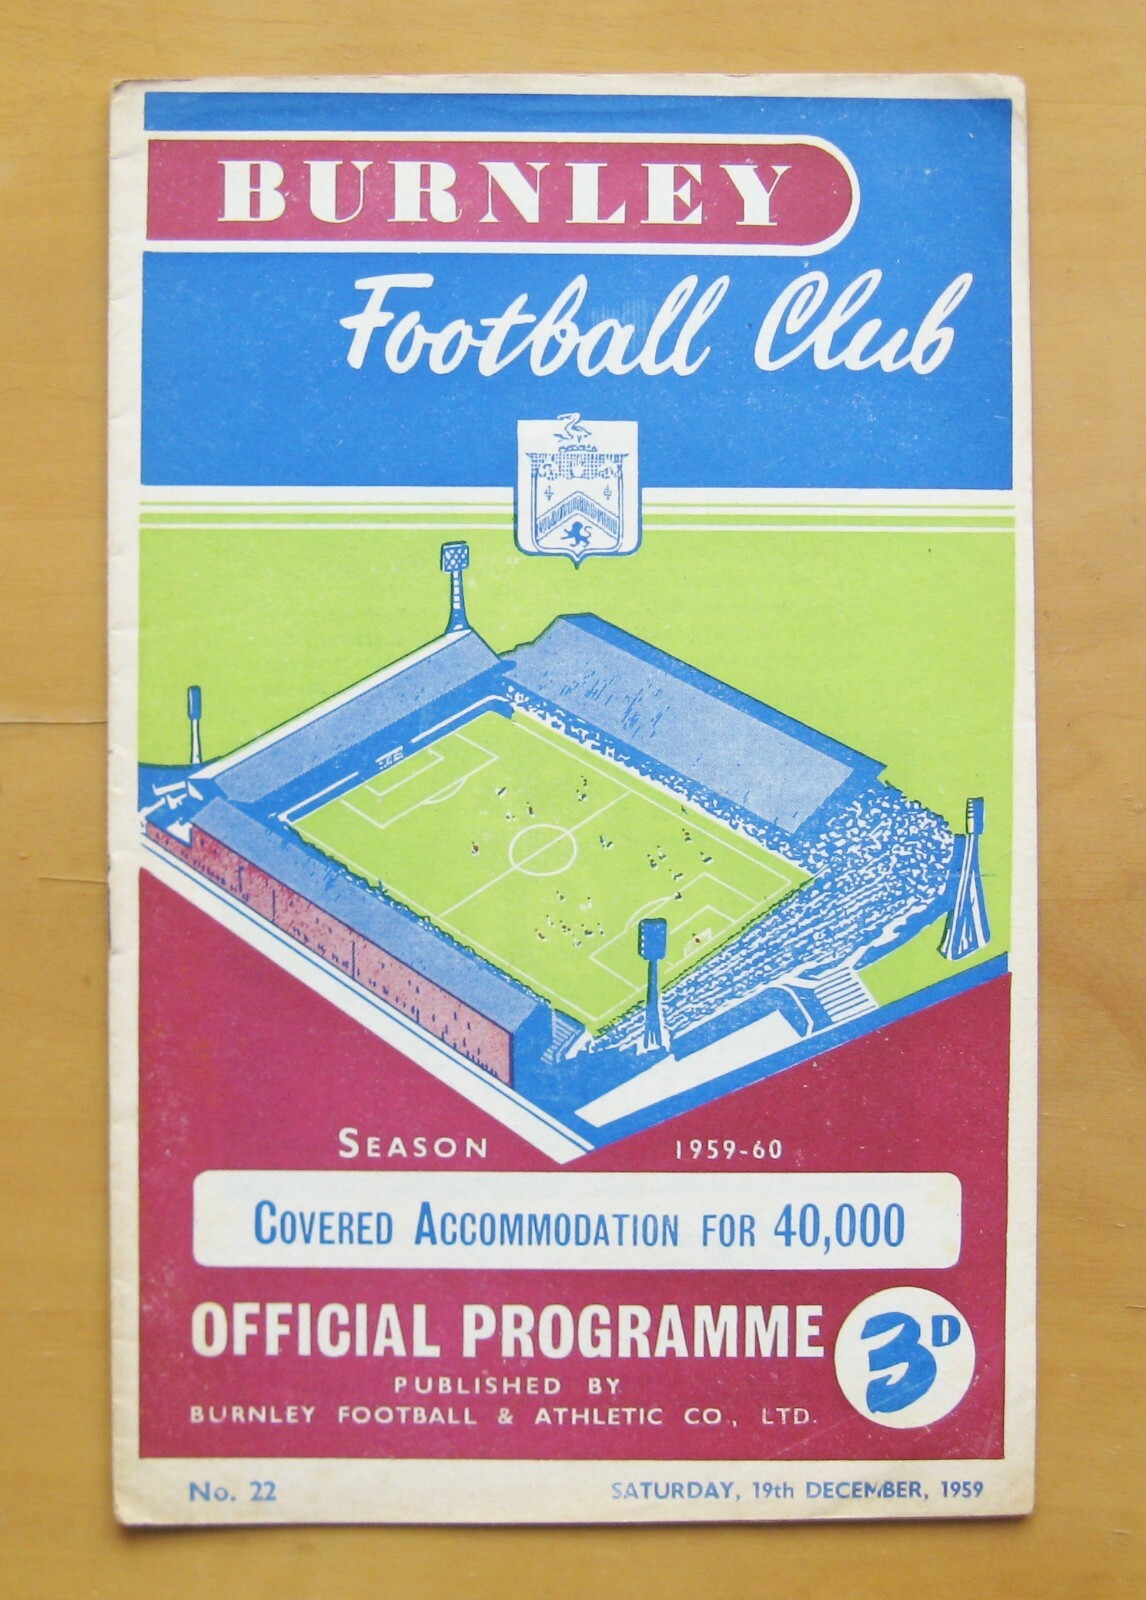 BURNLEY
Football Club
SEASON 1959-60
COVERED ACCOMMODATION FOR 40,000
OFFICIAL PROGRAMME 3D
PUBLISHED BY
BURNLEY FOOTBALL & ATHLETIC CO., LTD.
No. 22 SATURDAY, 19th DECEMBER, 1959